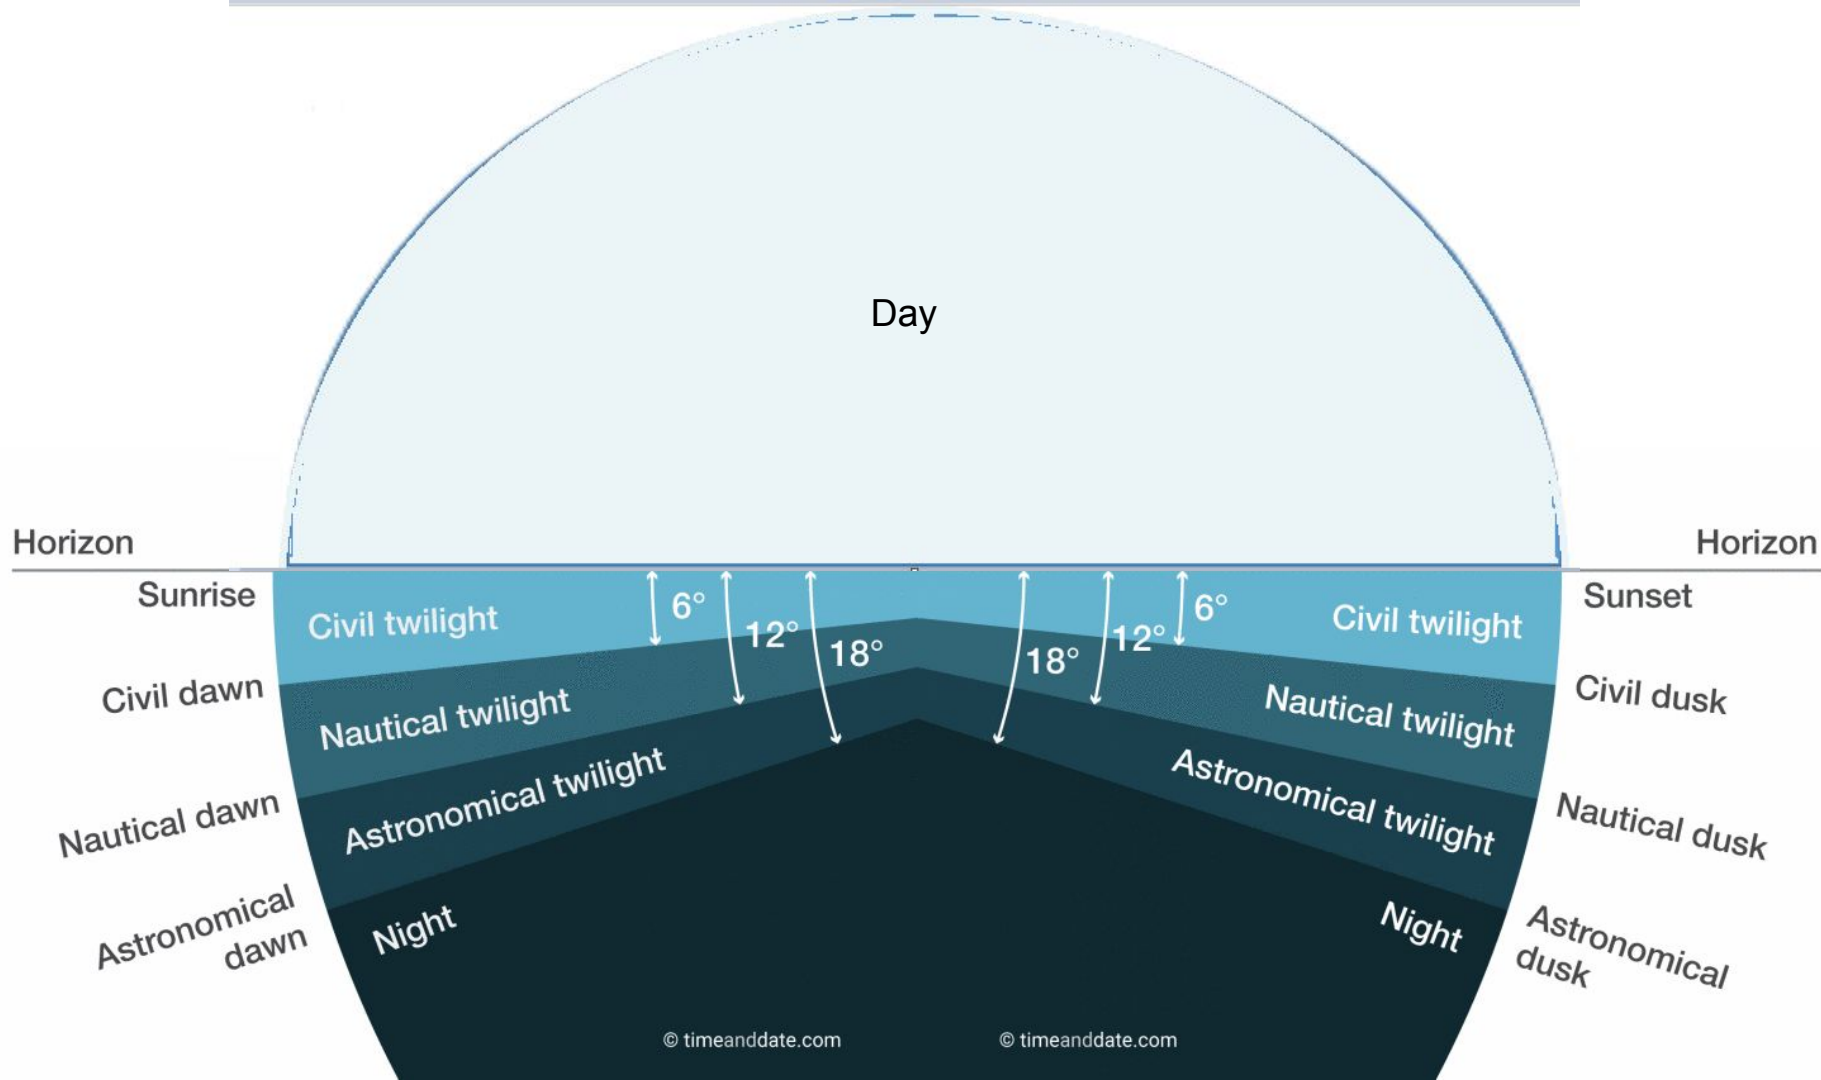 Day
Horizon
Horizon
Sunrise
Sunset
Civil twilight
6°
12°
18°
18°
12°
6°
Civil twilight
Civil dawn
Civil dusk
Nautical twilight
Nautical twilight
Nautical dawn
Nautical dusk
Astronomical twilight
Astronomical twilight
Astronomical
dawn
Astronomical
dusk
Night
Night
© timeanddate.com
© timeanddate.com